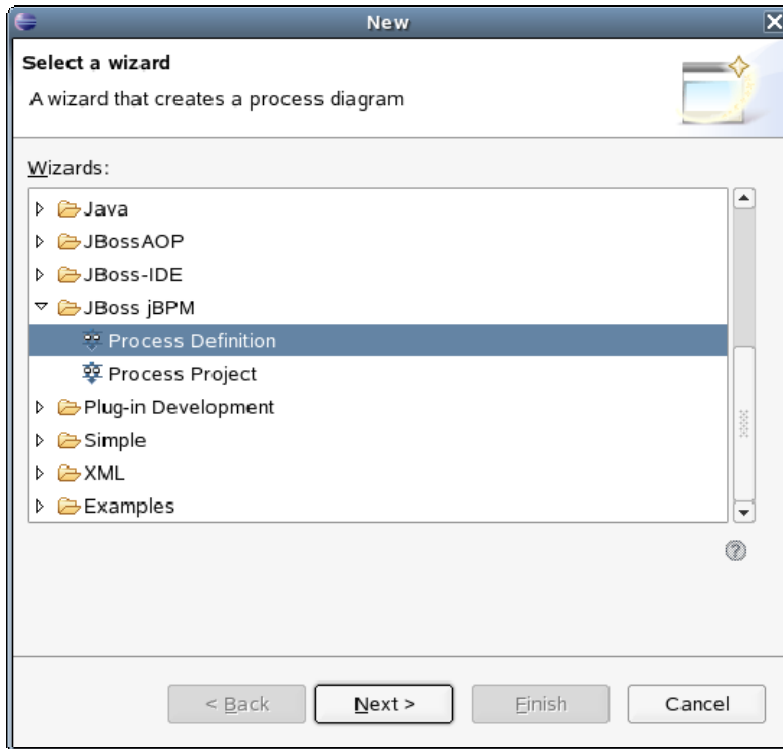 New
Select a wizard
A wizard that creates a process diagram
Wizards:
Java
JBossAOP
JBoss-IDE
JBoss jBPM
Process Definition
Process Project
Plug-in Development
Simple
XML
Examples
?
< Back Next > Finish Cancel